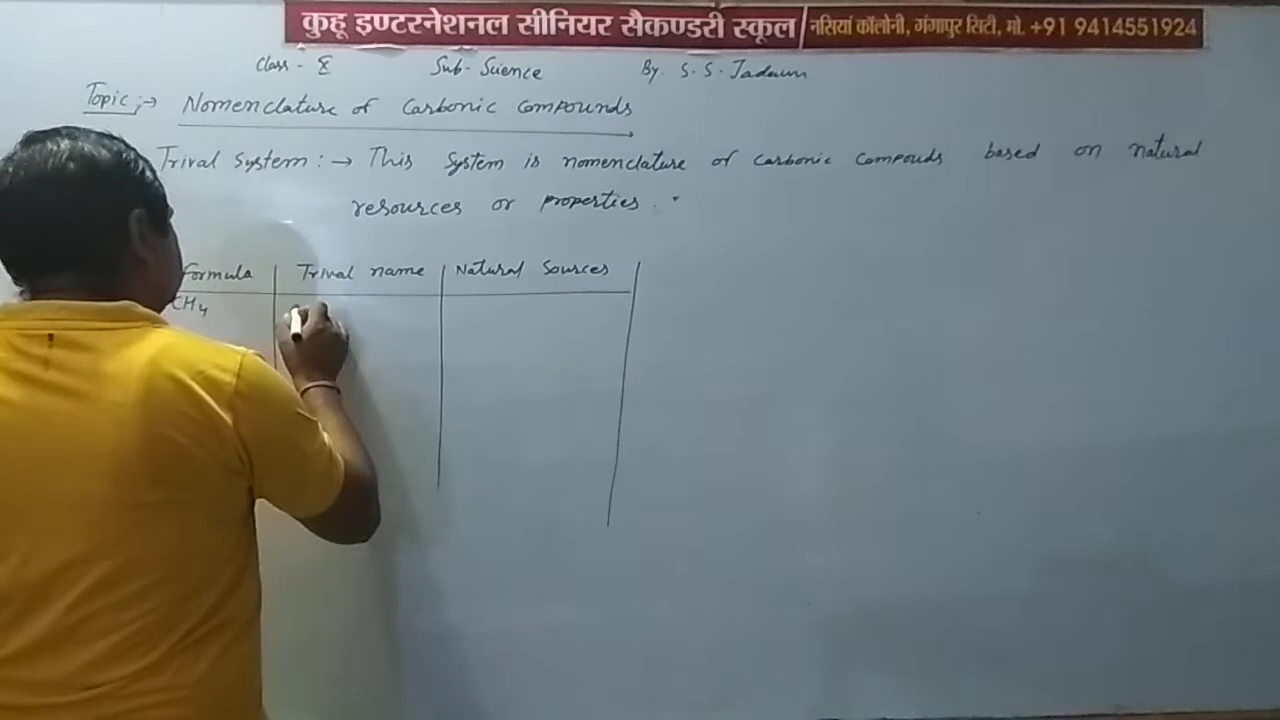 कुहू इण्टरनेशनल सीनियर सैकण्डरी स्कूल नसियां कॉलोनी, गंगापुर सिटी, मो. +91 9414551924
Class - X Sub- Science By. S. S. Jadaun
Topic :→ Nomenclature of Carbonic Compounds
Trival System : → This System is nomenclature of carbonic compouds based on natural
resources or properties.
Formula Trival name Natural Sources
CH4